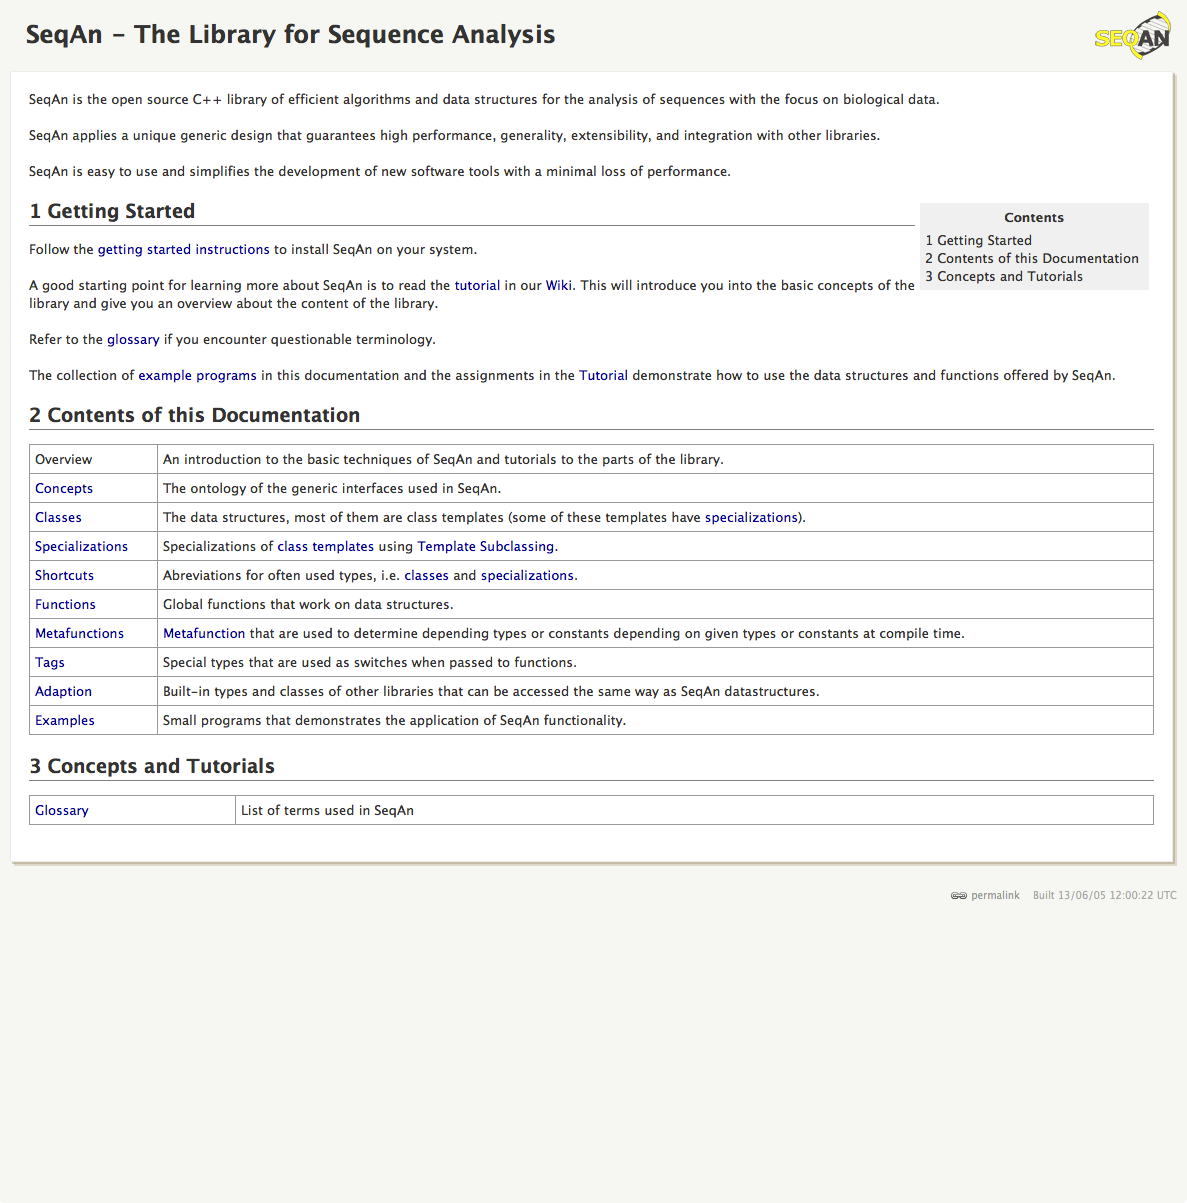 SeqAn - The Library for Sequence Analysis
SEQAN
SeqAn is the open source C++ library of efficient algorithms and data structures for the analysis of sequences with the focus on biological data.
SeqAn applies a unique generic design that guarantees high performance, generality, extensibility, and integration with other libraries.
SeqAn is easy to use and simplifies the development of new software tools with a minimal loss of performance.
1 Getting Started
Contents
1 Getting Started
2 Contents of this Documentation
3 Concepts and Tutorials
Follow the getting started instructions to install SeqAn on your system.
A good starting point for learning more about SeqAn is to read the tutorial in our Wiki. This will introduce you into the basic concepts of the
library and give you an overview about the content of the library.
Refer to the glossary if you encounter questionable terminology.
The collection of example programs in this documentation and the assignments in the Tutorial demonstrate how to use the data structures and functions offered by SeqAn.
2 Contents of this Documentation
Overview An introduction to the basic techniques of SeqAn and tutorials to the parts of the library.
Concepts The ontology of the generic interfaces used in SeqAn.
Classes The data structures, most of them are class templates (some of these templates have specializations).
Specializations Specializations of class templates using Template Subclassing.
Shortcuts Abreviations for often used types, i.e. classes and specializations.
Functions Global functions that work on data structures.
Metafunctions Metafunction that are used to determine depending types or constants depending on given types or constants at compile time.
Tags Special types that are used as switches when passed to functions.
Adaption Built-in types and classes of other libraries that can be accessed the same way as SeqAn datastructures.
Examples Small programs that demonstrates the application of SeqAn functionality.
3 Concepts and Tutorials
Glossary List of terms used in SeqAn
permalink Built 13/06/05 12:00:22 UTC